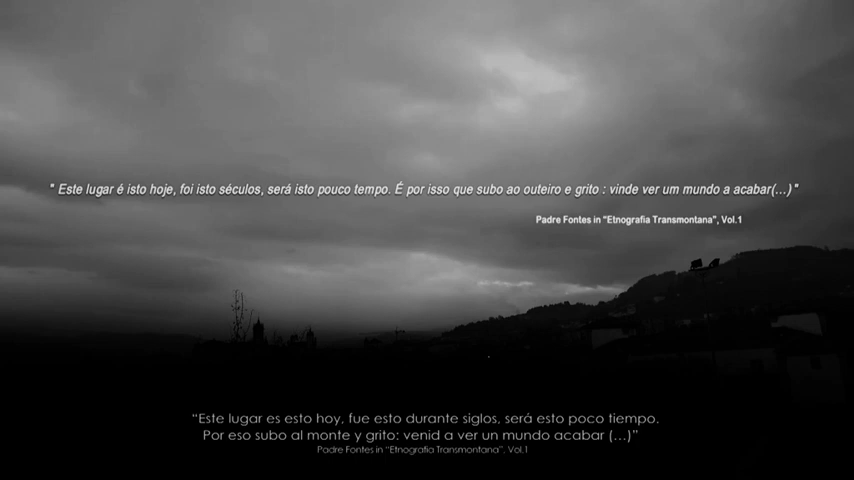 " Este lugar é isto hoje, foi isto séculos, será isto pouco tempo. É por isso que subo ao outeiro e grito : vinde ver um mundo a acabar(...)"
Padre Fontes in "Etnografia Transmontana", Vol.1
“Este lugar es esto hoy, fue esto durante siglos, será esto poco tiempo.
Por eso subo al monte y grito: venid a ver un mundo acabar (...)”
Padre Fontes in “Etnografia Transmontana”. Vol.1